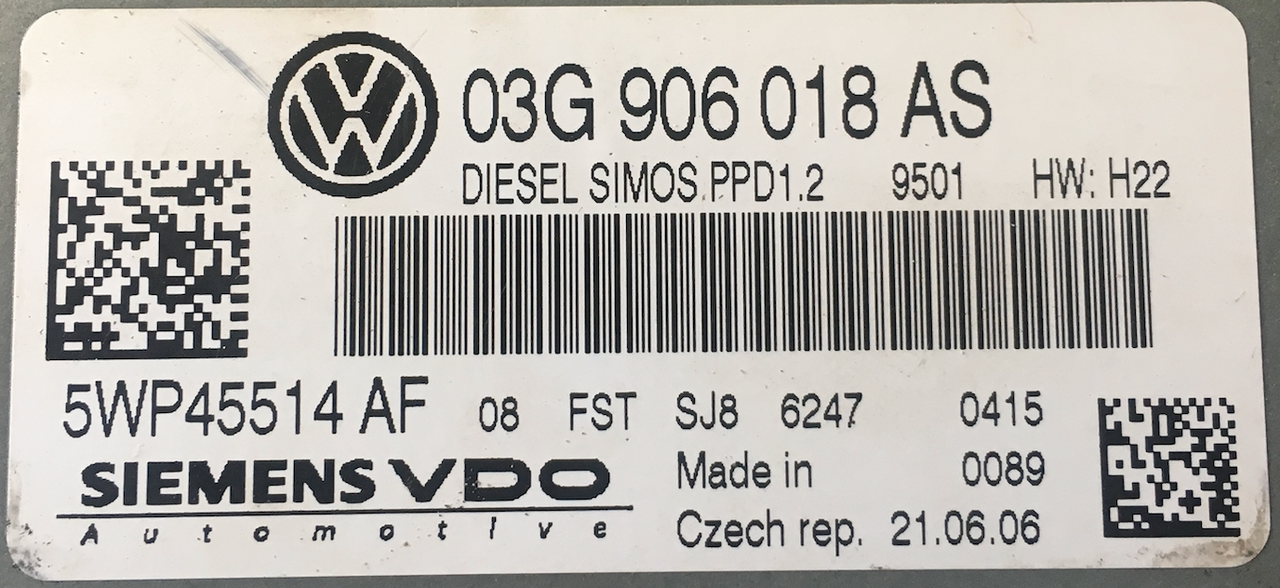 03G 906 018 AS
DIESEL SIMOS PPD1.2 9501 HW: H22
5WP45514 AF 08 FST SJ8 6247 0415
SIEMENS VDO
Automotive
Made in 0089
Czech rep. 21.06.06